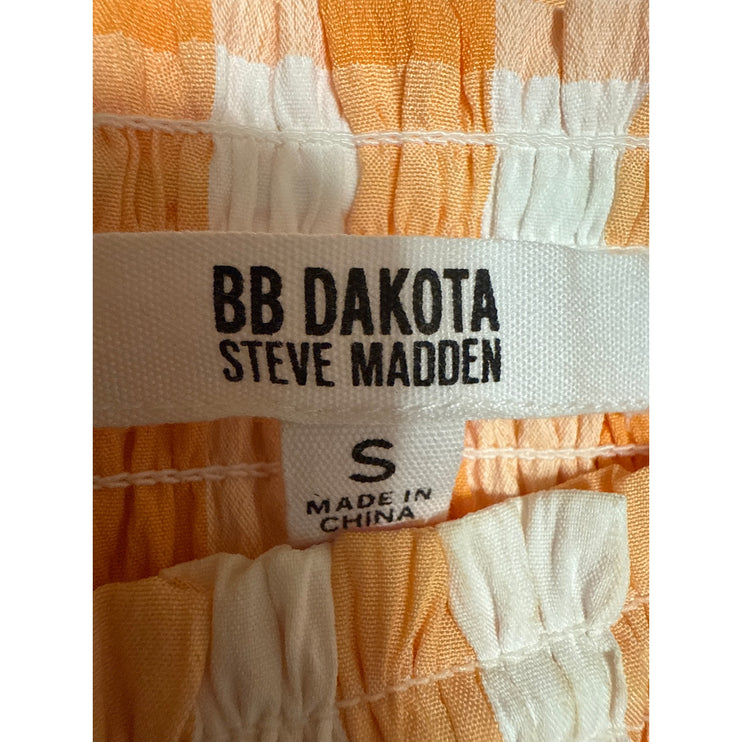 BB DAKOTA
STEVE MADDEN
S
MADE IN
CHINA